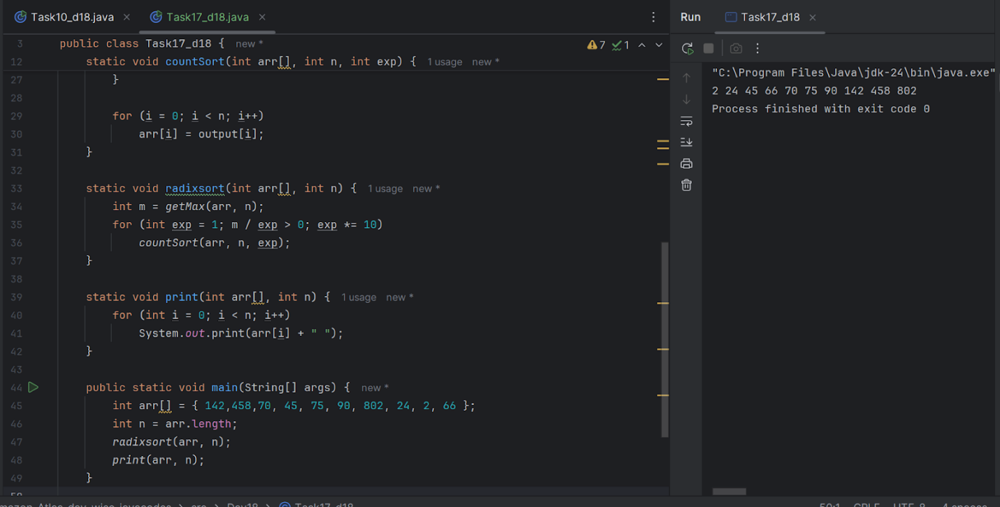 Task10_d18.java
Task17_d18.java
Run
Task17_d18
3 public class Task17_d18 { new *
7 1
12 static void countSort(int arr[], int n, int exp) { 1 usage new *
27 }
28
29 for (i = 0; i < n; i++)
30 arr[i] = output[i];
31 }
32
33 static void radixsort(int arr[], int n) { 1 usage new *
34 int m = getMax(arr, n);
35 for (int exp = 1; m / exp > 0; exp *= 10)
36 countSort(arr, n, exp);
37 }
38
39 static void print(int arr[], int n) { 1 usage new *
40 for (int i = 0; i < n; i++)
41 System.out.print(arr[i] + " ");
42 }
43
44 public static void main(String[] args) { new *
45 int arr[] = { 142,458,70, 45, 75, 90, 802, 24, 2, 66 };
46 int n = arr.length;
47 radixsort(arr, n);
48 print(arr, n);
49 }
"C:\Program Files\Java\jdk-24\bin\java.exe"
2 24 45 66 70 75 90 142 458 802
Process finished with exit code 0
Task17_d18
50:1 CRLF UTF-8 4 spaces